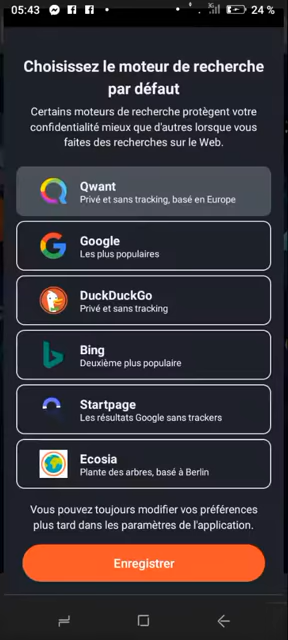 05:43
24 %
Choisissez le moteur de recherche
par défaut
Certains moteurs de recherche protègent votre
confidentialité mieux que d'autres lorsque vous
faites des recherches sur le Web.
Qwant
Privé et sans tracking, basé en Europe
Google
Les plus populaires
DuckDuckGo
Privé et sans tracking
Bing
Deuxième plus populaire
Startpage
Les résultats Google sans trackers
Ecosia
Plante des arbres, basé à Berlin
Vous pouvez toujours modifier vos préférences
plus tard dans les paramètres de l'application.
Enregistrer